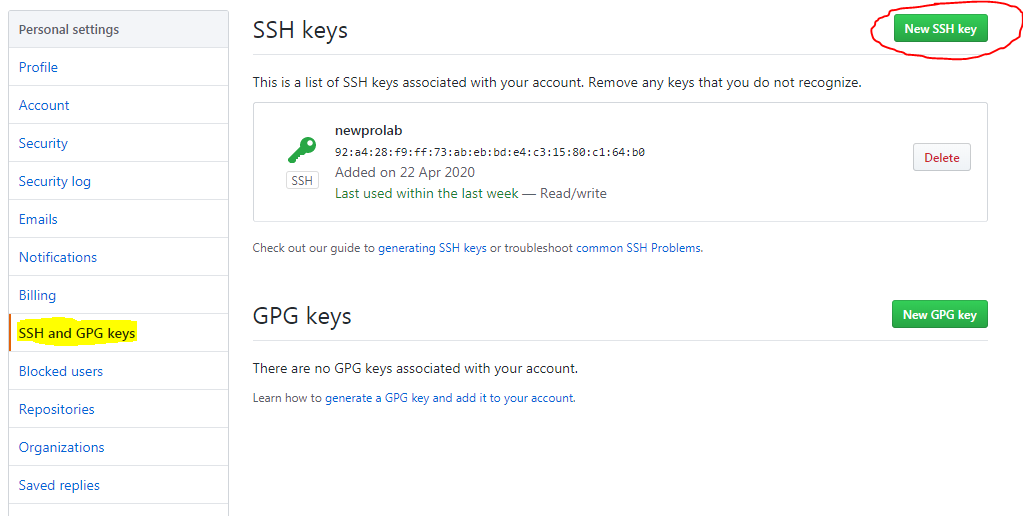 Personal settings
Profile
Account
Security
Security log
Emails
Notifications
Billing
SSH and GPG keys
Blocked users
Repositories
Organizations
Saved replies
SSH keys
New SSH key
This is a list of SSH keys associated with your account. Remove any keys that you do not recognize.
newprolab
92:a4:28:f9:ff:73:ab:eb:bd:e4:c3:15:80:c1:64:b0
Added on 22 Apr 2020
Last used within the last week — Read/write
SSH
Delete
Check out our guide to generating SSH keys or troubleshoot common SSH Problems.
GPG keys
New GPG key
There are no GPG keys associated with your account.
Learn how to generate a GPG key and add it to your account.